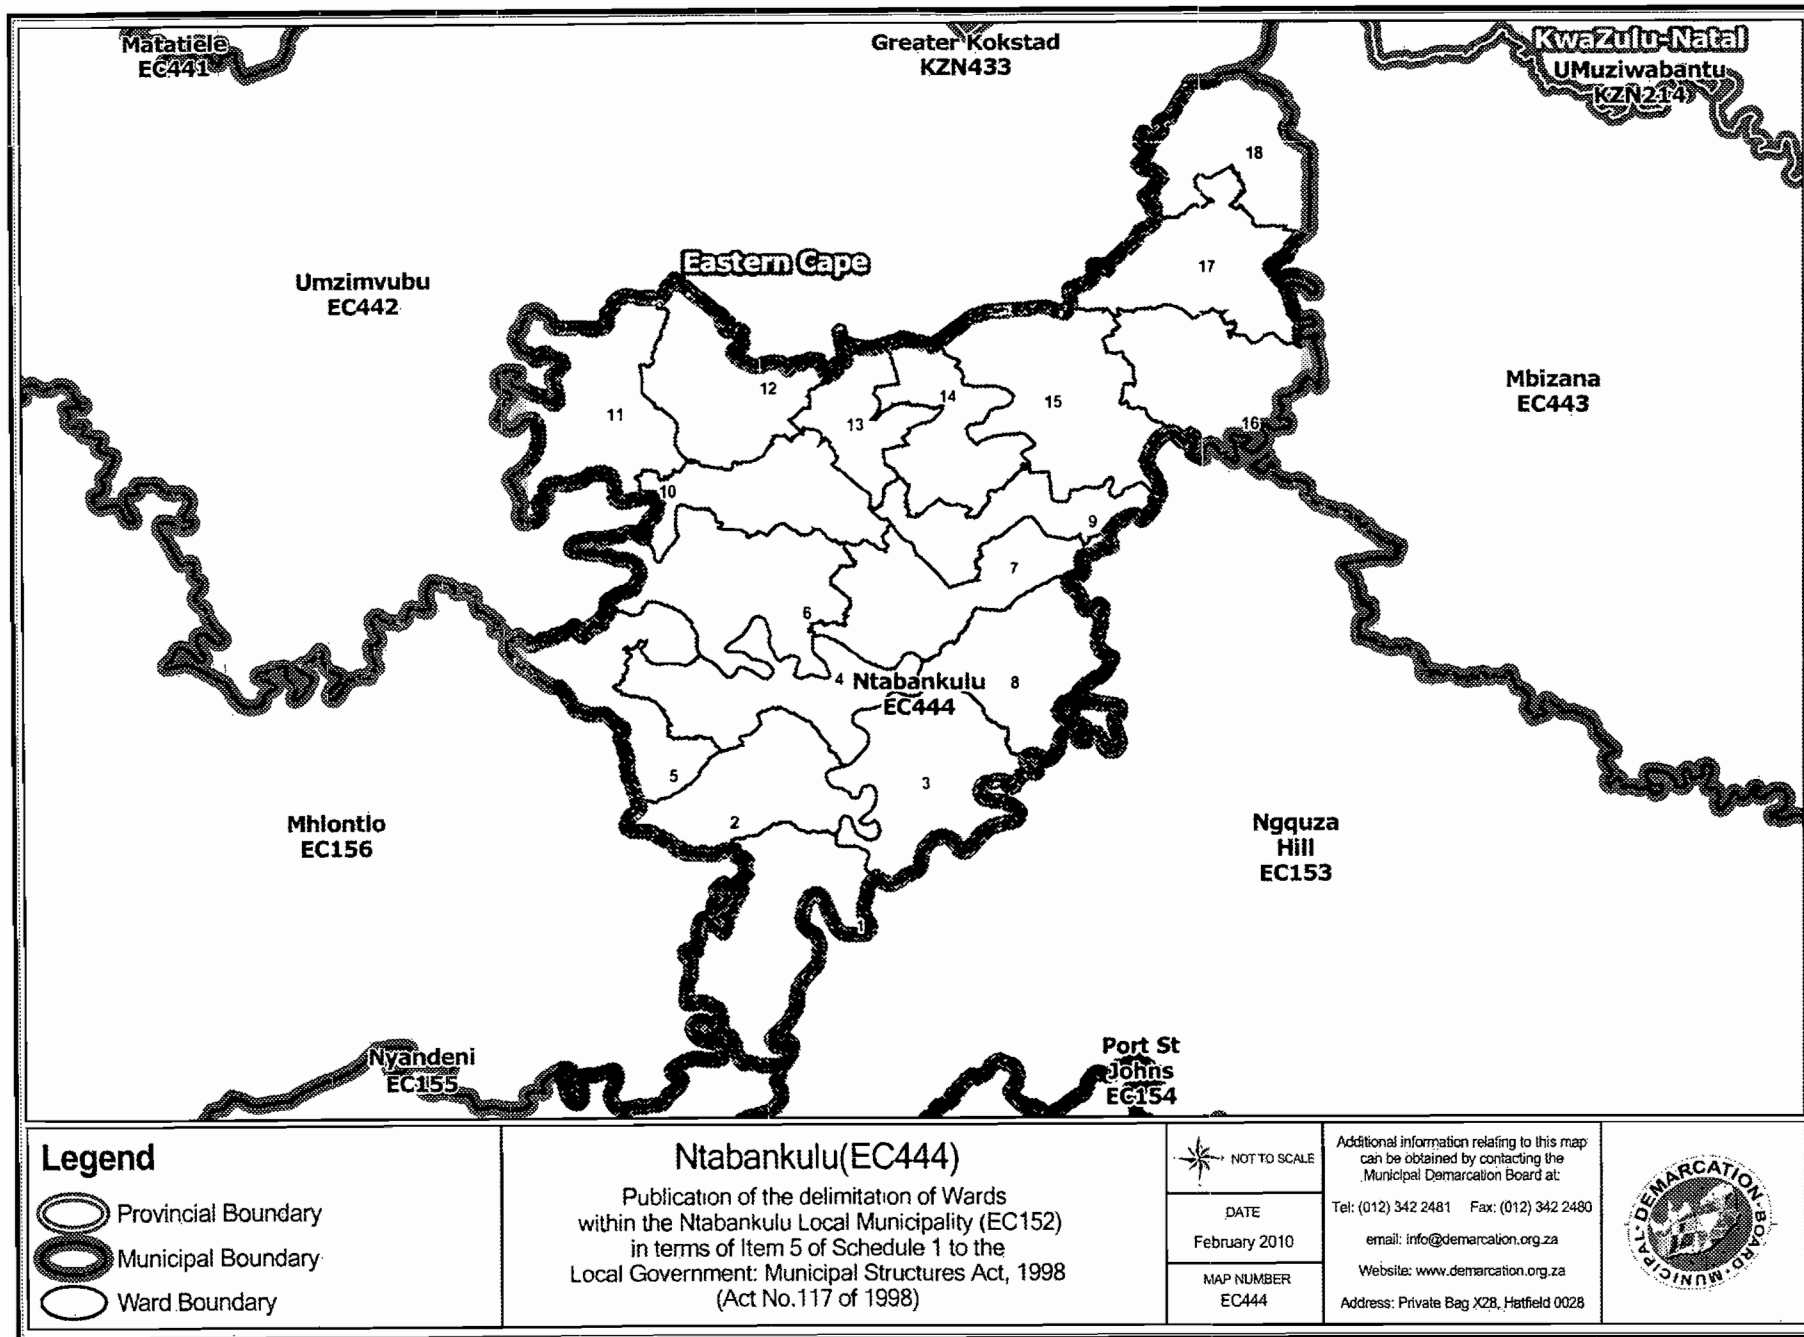 Matatiele
EC441
Greater Kokstad
KZN433
KwaZulu-Natal
UMuziwabantu
KZN214
18
Eastern Cape
17
Umzimvubu
EC442
Mbizana
EC443
12
14
15
11
13
16
10
9
7
6
4
Ntabankulu
EC444
8
5
3
2
Mhlontlo
EC156
Ngquza
Hill
EC153
1
Nyandeni
EC155
Port St
Johns
EC154
Legend
Provincial Boundary
Municipal Boundary
Ward Boundary
Ntabankulu(EC444)
Publication of the delimitation of Wards
within the Ntabankulu Local Municipality (EC152)
in terms of Item 5 of Schedule 1 to the
Local Government: Municipal Structures Act, 1998
(Act No.117 of 1998)
NOT TO SCALE
DATE
February 2010
MAP NUMBER
EC444
Additional information relating to this map
can be obtained by contacting the
Municipal Demarcation Board at:
Tel: (012) 342 2481 Fax: (012) 342 2480
email: info@demarcation.org.za
Website: www.demarcation.org.za
Address: Private Bag X28, Hatfield 0028
MUNICIPAL DEMARCATION BOARD